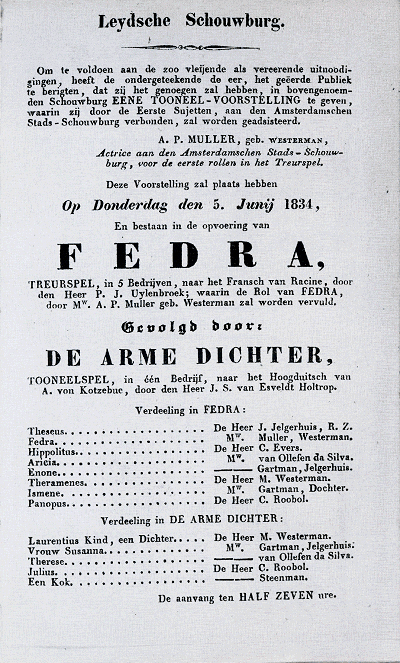 Leydsche Schouwburg.
Om te voldoen aan de zoo vleijende als vereerende uitnoodi-
gingen, heeft de ondergeteekende de eer, het geëerde Publiek
te berigten, dat zij het genoegen zal hebben, in bovengenoem-
den Schouwburg EENE TOONEEL-VOORSTELLING te geven,
waarin zij door de Eerste Sujetten, aan den Amsterdamschen
Stads-Schouwburg verbonden, zal worden geadsisteerd.
A. P. MULLER, geb. WESTERMAN,
Actrice aan den Amsterdamschen Stads-Schouw-
burg, voor de eerste rollen in het Treurspel.
Deze Voorstelling zal plaats hebben
Op Donderdag den 5. Junij 1834,
En bestaan in de opvoering van
FEDRA,
TREURSPEL, in 5 Bedrijven, naar het Fransch van Racine, door
den Heer P. J. Uylenbroek; waarin de Rol van FEDRA,
door Mw. A. P. Muller geb. Westerman zal worden vervuld.
Gevolgd door:
DE ARME DICHTER,
TOONEELSPEL, in één Bedrijf, naar het Hoogduitsch van
A. von Kotzebue, door den Heer J. S. van Esveldt Holtrop.
Verdeeling in FEDRA:
Theseus. De Heer J. Jelgerhuis, R. Z.
Fedra. Mw. Muller, Westerman.
Hippolitus. De Heer C. Evers.
Aricia. Mw. van Ollefen da Silva.
Enone. —— Gartman, Jelgerhuis.
Theramenes. De Heer M. Westerman.
Ismene. Mw. Gartman, Dochter.
Panopus. De Heer C. Roobol.
Verdeeling in DE ARME DICHTER:
Laurentius Kind, een Dichter. De Heer M. Westerman.
Vrouw Susanna. Mw. Gartman, Jelgerhuis.
Therese. —— van Ollefen da Silva.
Julius. De Heer C. Roobol.
Een Kok. —— Steenman.
De aanvang ten HALF ZEVEN ure.